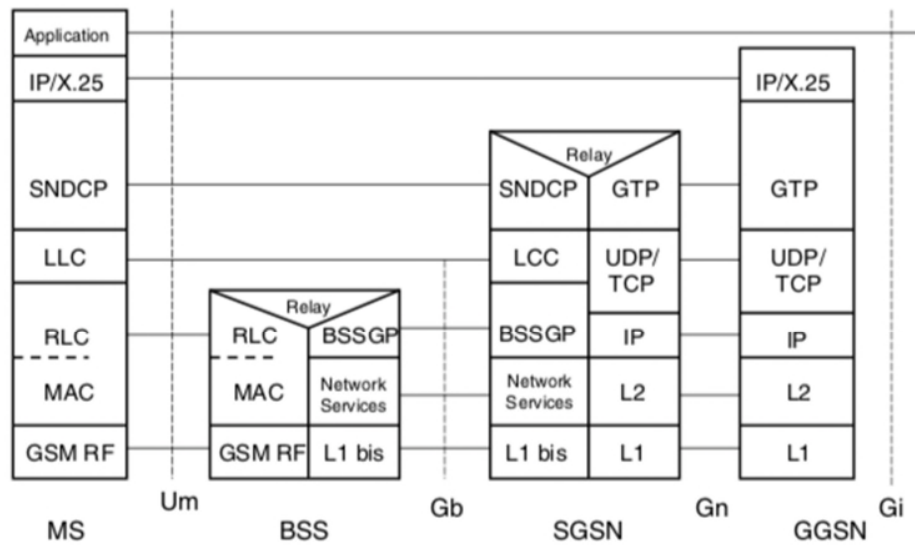 Application
IP/X.25
SNDCP
LLC
RLC
MAC
GSM RF
MS
Um
Relay
RLC
BSSGP
MAC
Network
Services
GSM RF
L1 bis
BSS
Gb
Relay
SNDCP
GTP
LCC
UDP/
TCP
BSSGP
IP
Network
Services
L2
L1 bis
L1
SGSN
Gn
IP/X.25
GTP
UDP/
TCP
IP
L2
L1
GGSN
Gi